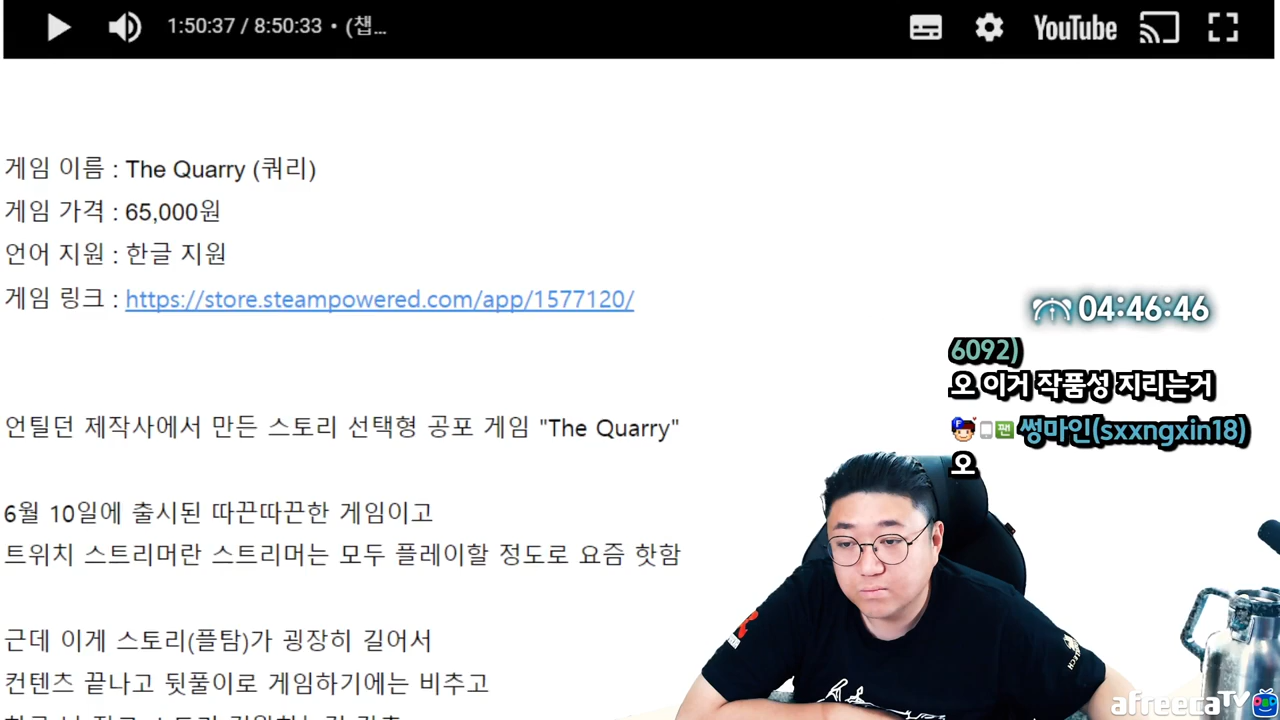 1:50:37 / 8:50:33 • (챕...
YouTube
게임 이름 : The Quarry (쿼리)
게임 가격 : 65,000원
언어 지원 : 한글 지원
게임 링크 : https://store.steampowered.com/app/1577120/
04:46:46
6092)
오 이거 작품성 지리는거
썽마인(sxxngxin18)
오
언틸던 제작사에서 만든 스토리 선택형 공포 게임 "The Quarry"
6월 10일에 출시된 따끈따끈한 게임이고
트위치 스트리머란 스트리머는 모두 플레이할 정도로 요즘 핫함
근데 이게 스토리(플탐)가 굉장히 길어서
컨텐츠 끝나고 뒷풀이로 게임하기에는 비추고
afreecaTV